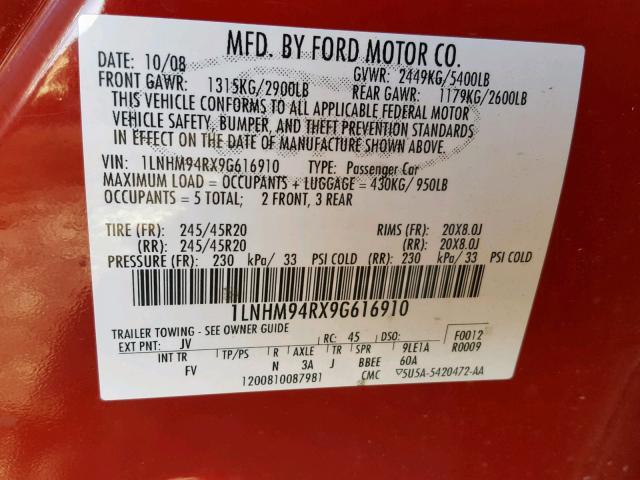 MFD. BY FORD MOTOR CO.
DATE: 10/08 GVWR: 2449KG/5400LB
FRONT GAWR: 1315KG/2900LB REAR GAWR: 1179KG/2600LB
THIS VEHICLE CONFORMS TO ALL APPLICABLE FEDERAL MOTOR
VEHICLE SAFETY, BUMPER, AND THEFT PREVENTION STANDARDS
IN EFFECT ON THE DATE OF MANUFACTURE SHOWN ABOVE.
VIN: 1LNHM94RX9G616910 TYPE: Passenger Car
MAXIMUM LOAD = OCCUPANTS + LUGGAGE = 430KG/ 950LB
OCCUPANTS = 5 TOTAL; 2 FRONT, 3 REAR
TIRE (FR): 245/45R20 RIMS (FR): 20X8.0J
(RR): 245/45R20 (RR): 20X8.0J
PRESSURE (FR): 230 kPa/ 33 PSI COLD (RR): 230 kPa/ 33 PSI COLD
1LNHM94RX9G616910
TRAILER TOWING - SEE OWNER GUIDE
EXT PNT: JV RC: 45 DSO: F0012
INT TR TP/PS R AXLE TR SPR 9LE1A R0009
FV N 3A J BBEE 60A
1200810087981 CMC ▽5U5A-5420472-AA